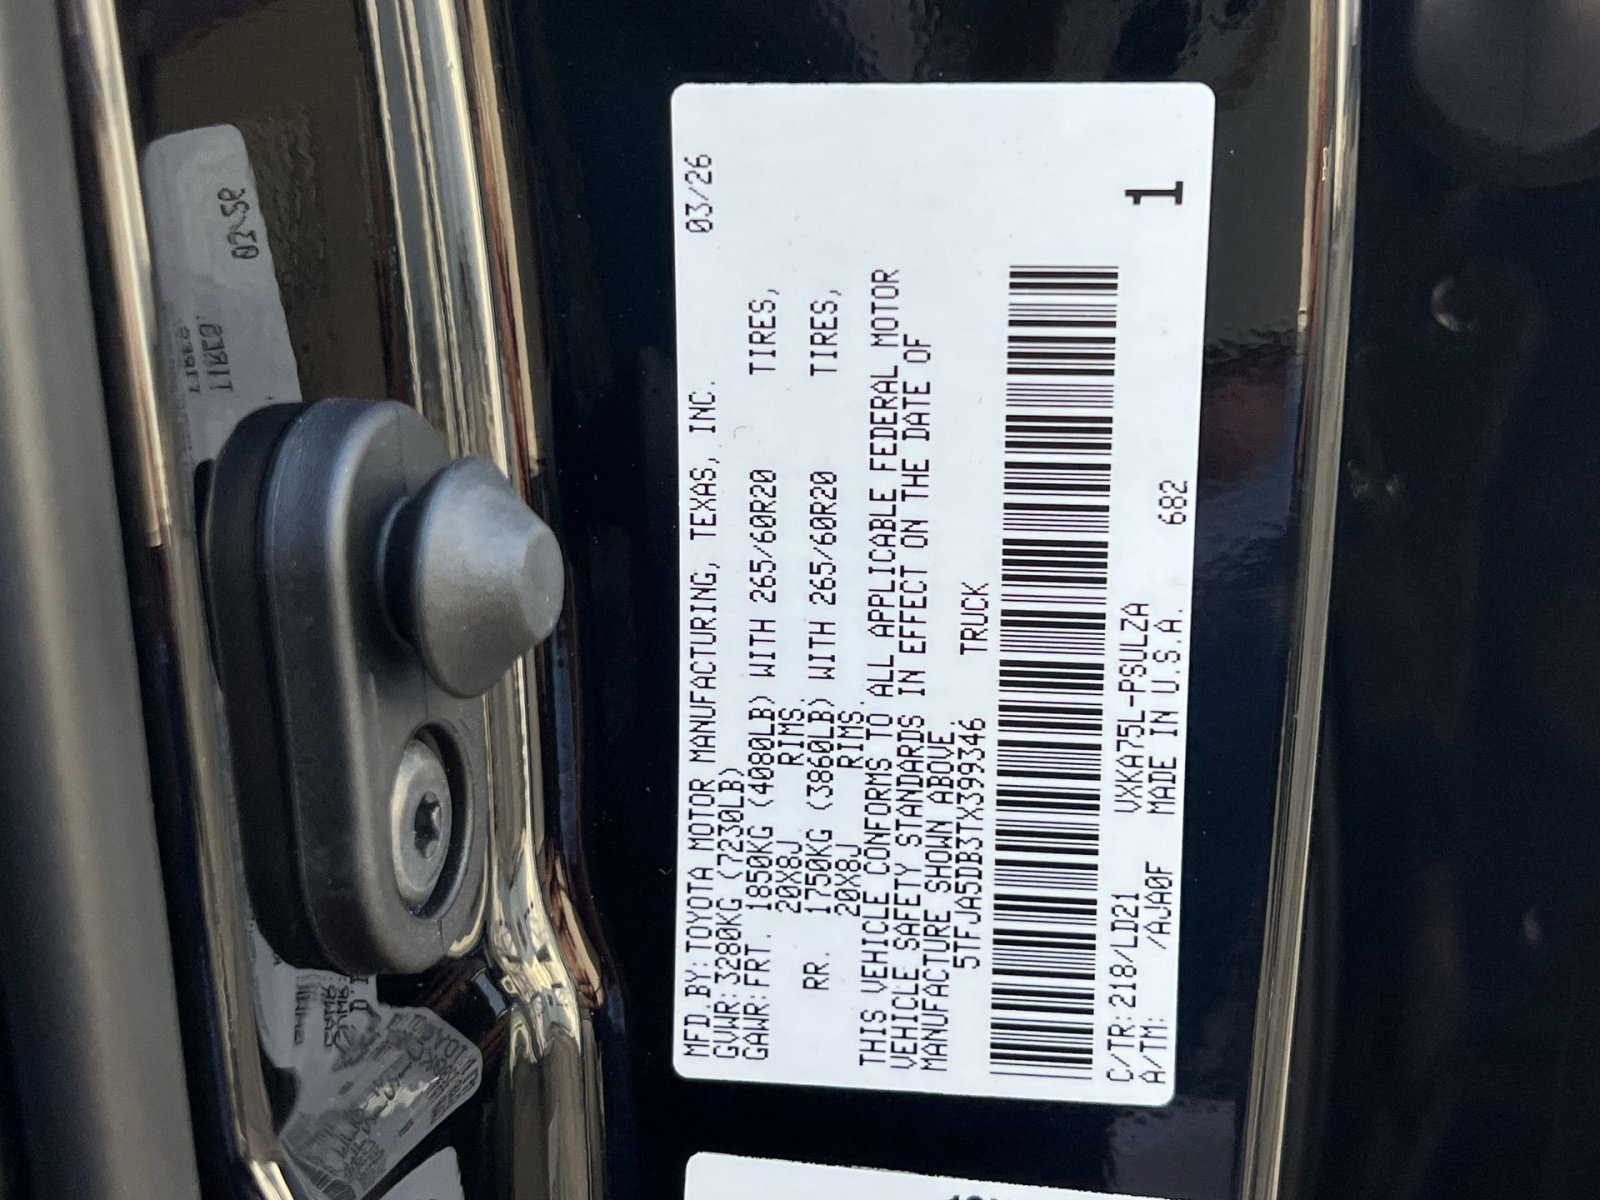 MFD.BY:TOYOTA MOTOR MANUFACTURING, TEXAS, INC. 03/26
GVWR:3280KG (7230LB)
GAWR:FRT. 1850KG (4080LB) WITH 265/60R20 TIRES,
20X8J RIMS,
RR. 1750KG (3860LB) WITH 265/60R20 TIRES,
20X8J RIMS.
THIS VEHICLE CONFORMS TO ALL APPLICABLE FEDERAL MOTOR
VEHICLE SAFETY STANDARDS IN EFFECT ON THE DATE OF
MANUFACTURE SHOWN ABOVE.
5TFJA5DB3TX399346 TRUCK
C/TR:218/LD21 VXKA75L-PSULZA
A/TM: /AJA0F MADE IN U.S.A. 682
1